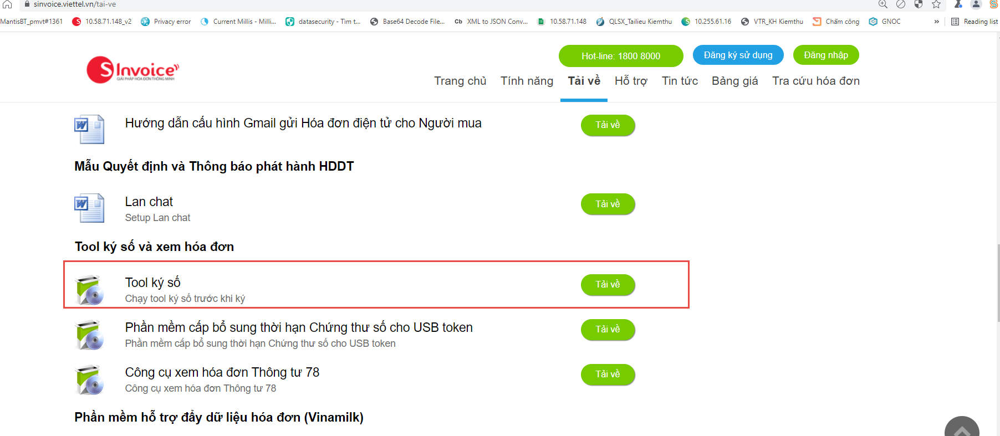 sinvoice.viettel.vn/tai-ve
MantisBT_pmvt#1361 10.58.71.148_v2 Privacy error Current Millis - Milli... datasecurity - Tìm t... Base64 Decode File... Cb XML to JSON Conv... 10.58.71.148 QLSX_Tailieu Kiemthu 10.255.61.16 VTR_KH Kiemthu Chấm công GNOC » Reading list
Hot-line: 1800 8000 Đăng ký sử dụng Đăng nhập
SInvoice
GIẢI PHÁP HÓA ĐƠN THÔNG MINH
Trang chủ Tính năng Tải về Hỗ trợ Tin tức Bảng giá Tra cứu hóa đơn
Hướng dẫn cấu hình Gmail gửi Hóa đơn điện tử cho Người mua Tải về
Mẫu Quyết định và Thông báo phát hành HDDT
Lan chat Tải về
Setup Lan chat
Tool ký số và xem hóa đơn
Tool ký số Tải về
Chạy tool ký số trước khi ký
Phần mềm cấp bổ sung thời hạn Chứng thư số cho USB token Tải về
Phần mềm cấp bổ sung thời hạn Chứng thư số cho USB token
Công cụ xem hóa đơn Thông tư 78 Tải về
Công cụ xem hóa đơn Thông tư 78
Phần mềm hỗ trợ đẩy dữ liệu hóa đơn (Vinamilk)